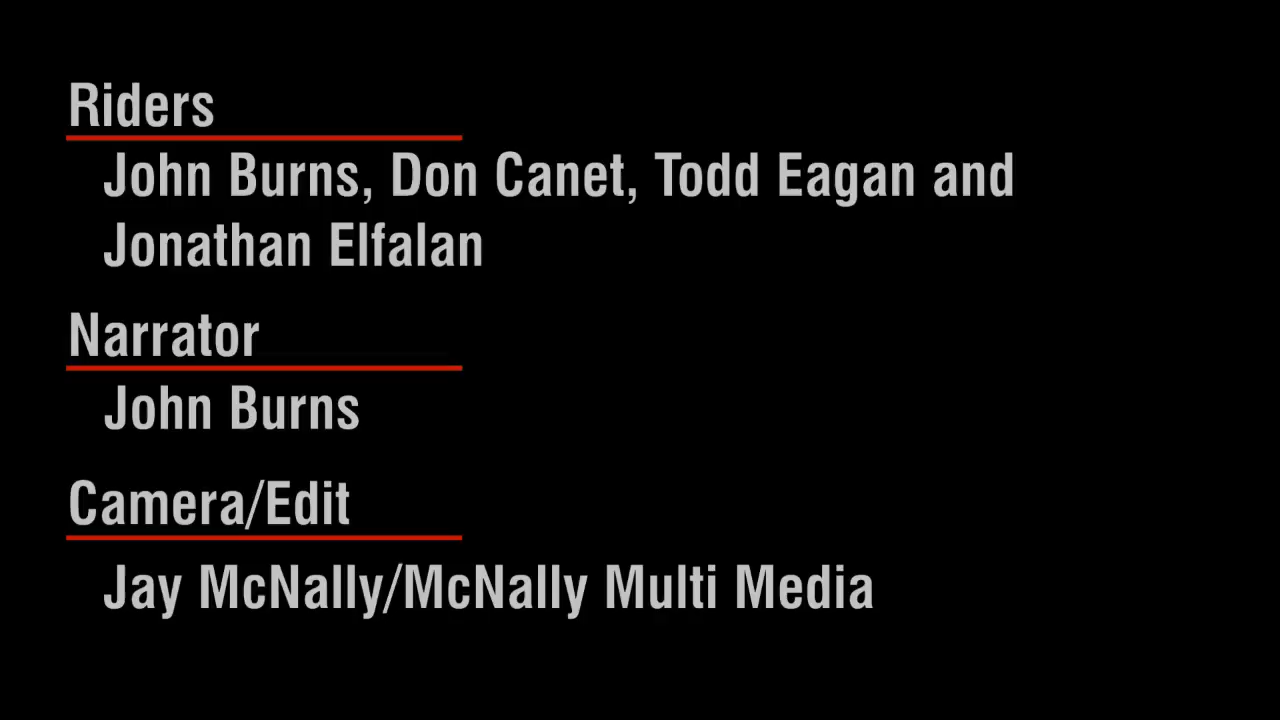 Riders
John Burns, Don Canet, Todd Eagan and
Jonathan Elfalan
Narrator
John Burns
Camera/Edit
Jay McNally/McNally Multi Media